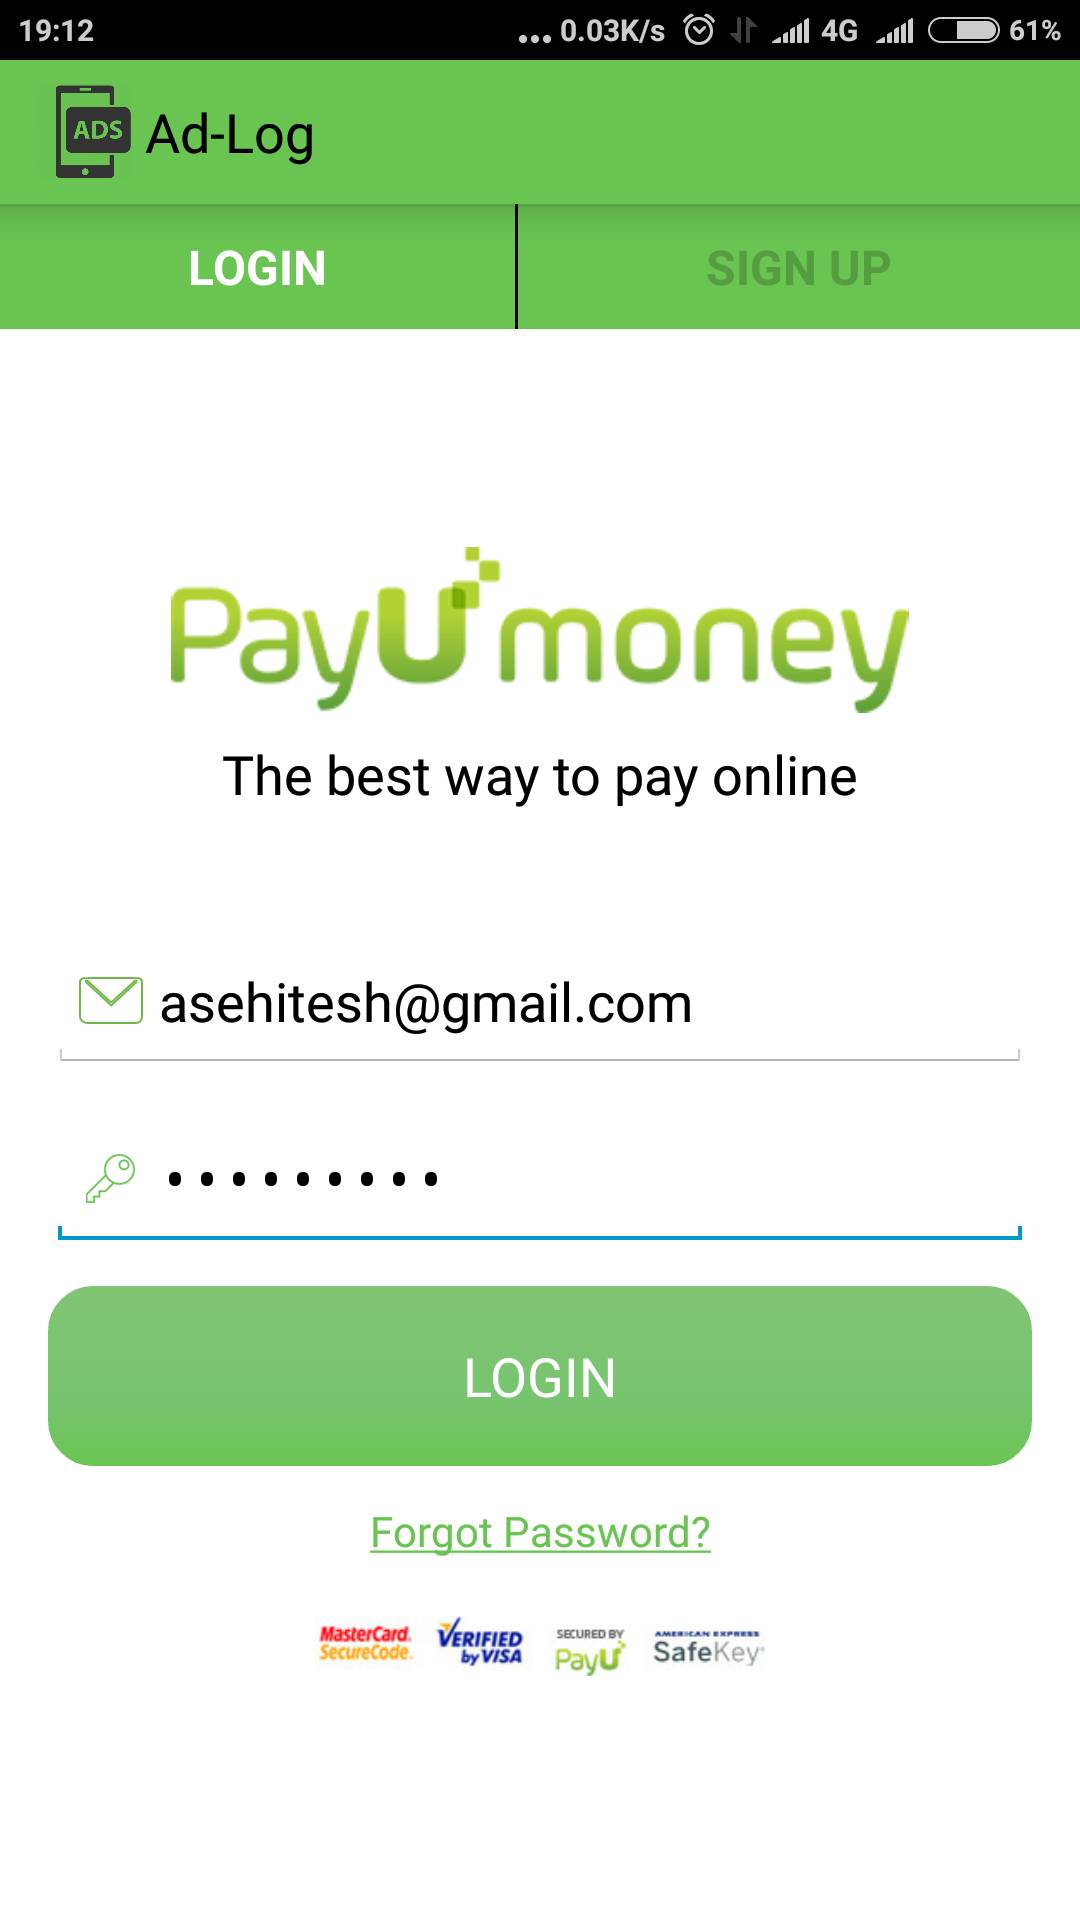 19:12 ... 0.03K/s 4G 61%
ADS Ad-Log
LOGIN SIGN UP
PayUmoney
The best way to pay online
asehitesh@gmail.com
•••••••••
LOGIN
Forgot Password?
MasterCard. VERIFIED SECURED BY AMERICAN EXPRESS
SecureCode. by VISA PayU SafeKey